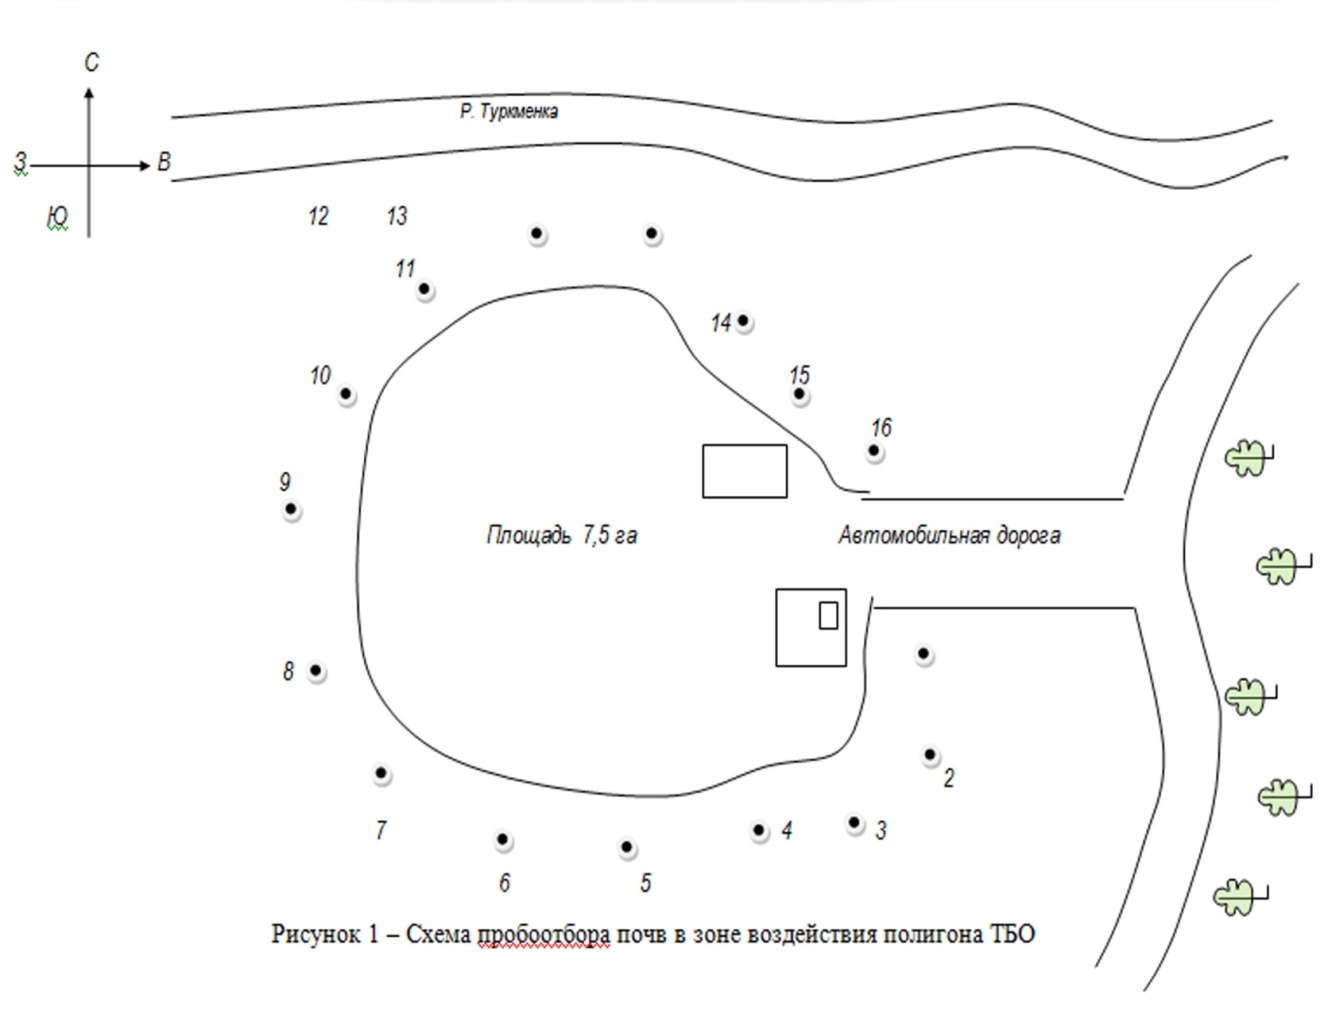 С
Р. Туркменка
З
В
Ю
12
13
11
14
10
15
16
9
Площадь 7,5 га
Автомобильная дорога
8
2
7
4
3
6
5
Рисунок 1 – Схема пробоотбора почв в зоне воздействия полигона ТБО